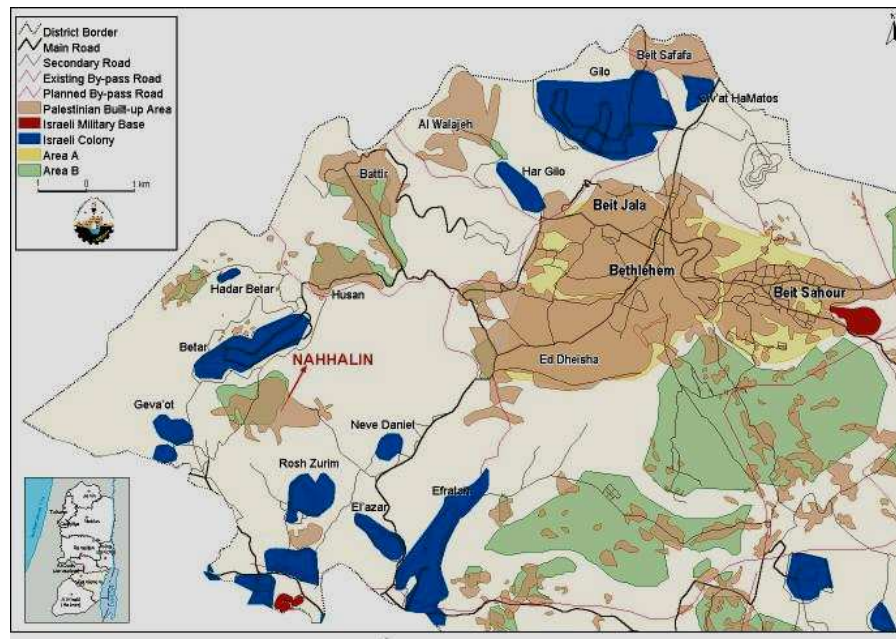 District Border
Main Road
Secondary Road
Existing By-pass Road
Planned By-pass Road
Palestinian Built-up Area
Israeli Military Base
Israeli Colony
Area A
Area B
1 0 1 km
Beit Safafa
Gilo
Giv'at HaMatos
Al Walajeh
Battir
Har Gilo
Beit Jala
Bethlehem
Beit Sahour
Hadar Betar
Husan
Betar
Ed Dheisha
NAHHALIN
Geva'ot
Neve Daniel
Rosh Zurim
El'azar
Efratah